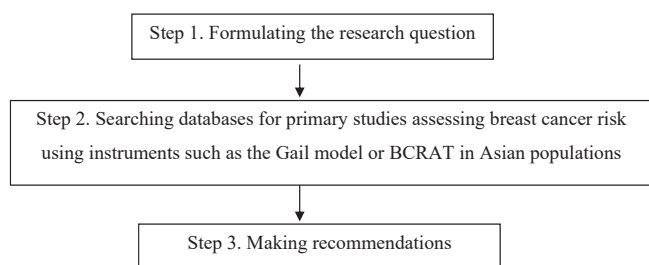 Step 1. Formulating the research question
Step 2. Searching databases for primary studies assessing breast cancer risk
using instruments such as the Gail model or BCRAT in Asian populations
Step 3. Making recommendations